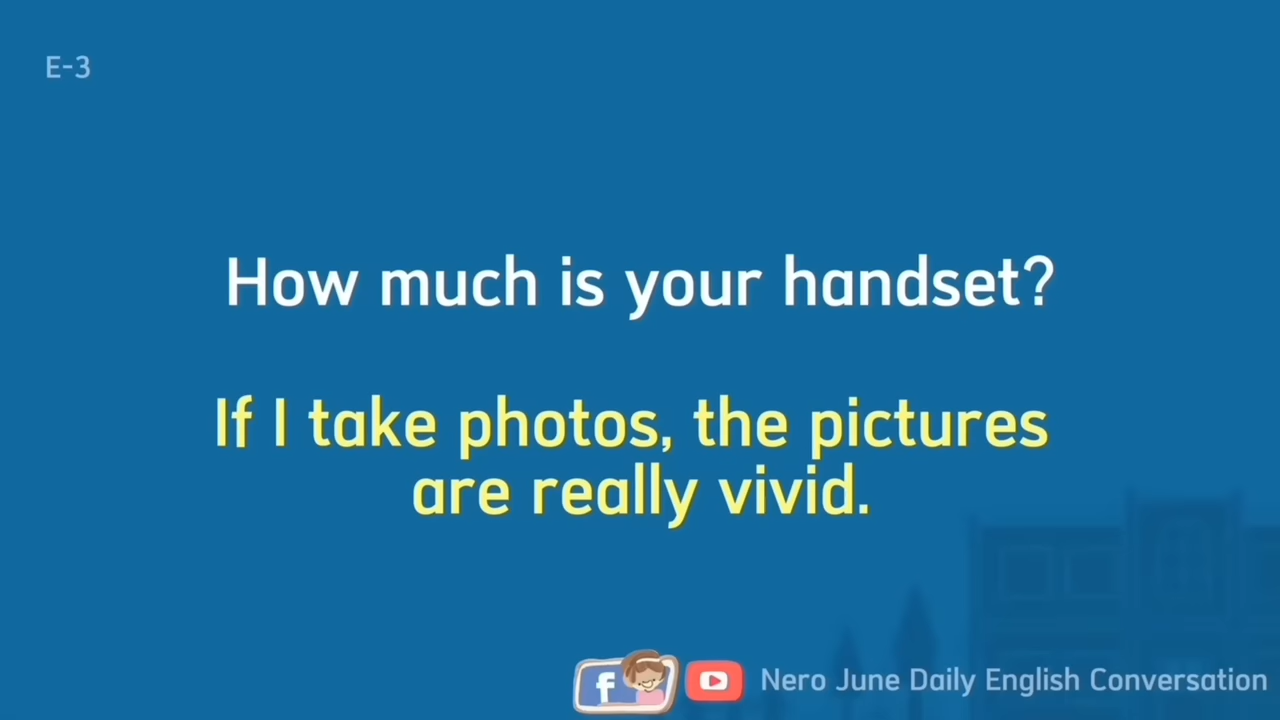 E-3
How much is your handset?
If I take photos, the pictures
are really vivid.
f
Nero June Daily English Conversation